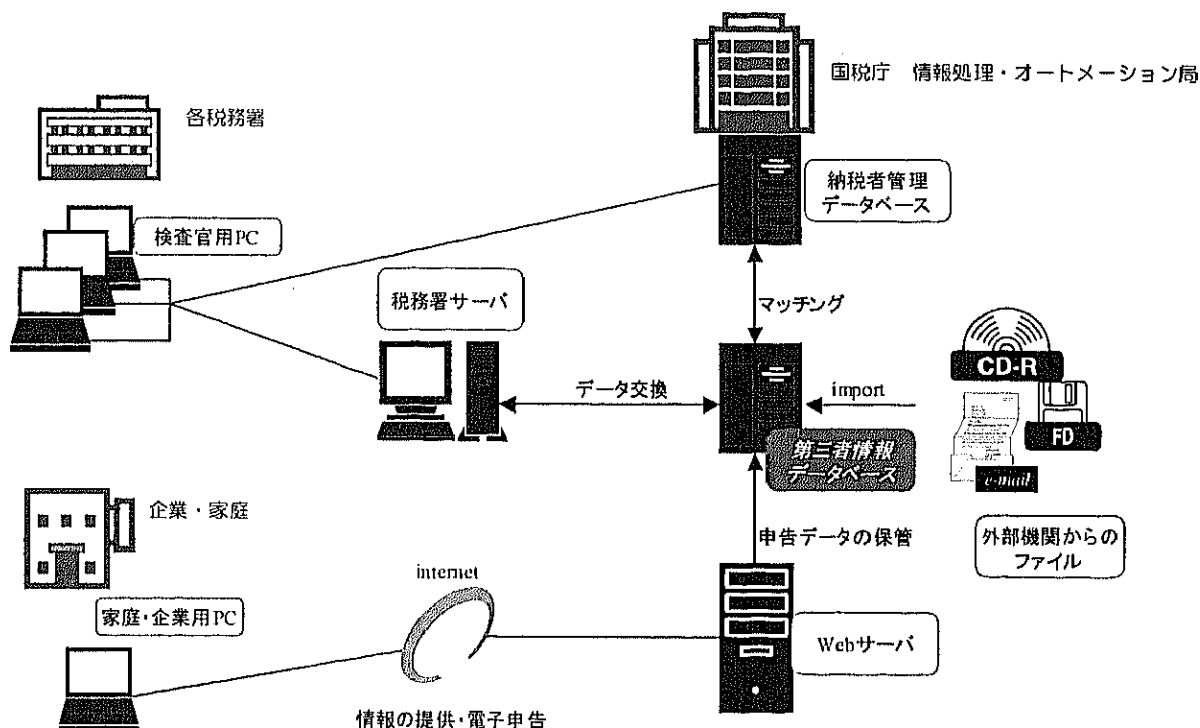 国税庁 情報処理・オートメーション局
各税務署
納税者管理
データベース
検査官用PC
税務署サーバ
マッチング
CD-R
データ交換
import
FD
第三者情報
データベース
e-mail
企業・家庭
申告データの保管
外部機関からの
ファイル
internet
家庭・企業用PC
Webサーバ
情報の提供・電子申告